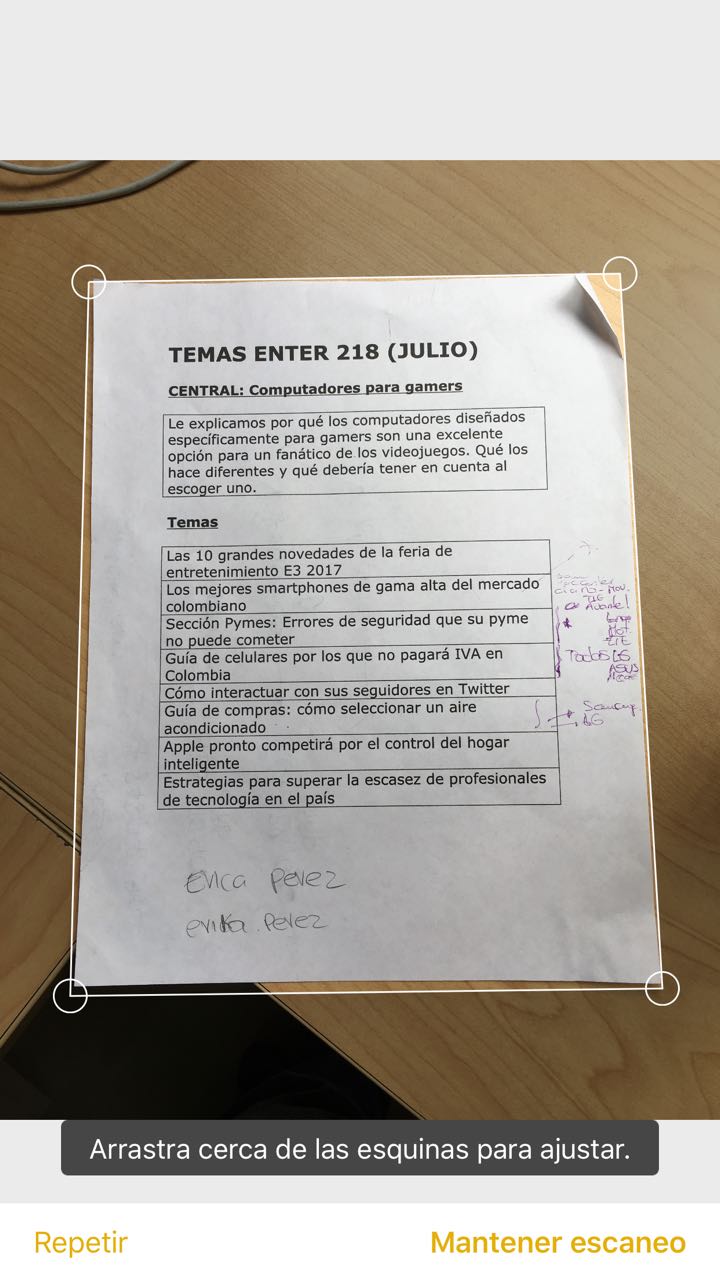 TEMAS ENTER 218 (JULIO)
CENTRAL: Computadores para gamers
Le explicamos por qué los computadores diseñados
específicamente para gamers son una excelente
opción para un fanático de los videojuegos. Qué los
hace diferentes y qué debería tener en cuenta al
escoger uno.
Temas
Las 10 grandes novedades de la feria de
entretenimiento E3 2017
Los mejores smartphones de gama alta del mercado
colombiano
Sección Pymes: Errores de seguridad que su pyme
no puede cometer
Guía de celulares por los que no pagará IVA en
Colombia
Cómo interactuar con sus seguidores en Twitter
Guía de compras: cómo seleccionar un aire
acondicionado
Apple pronto competirá por el control del hogar
inteligente
Estrategias para superar la escasez de profesionales
de tecnología en el país
TIG
Avante!
Todos LG
ASUS
LG
Erica Perez
erika.Perez
Arrastra cerca de las esquinas para ajustar.
Repetir
Mantener escaneo